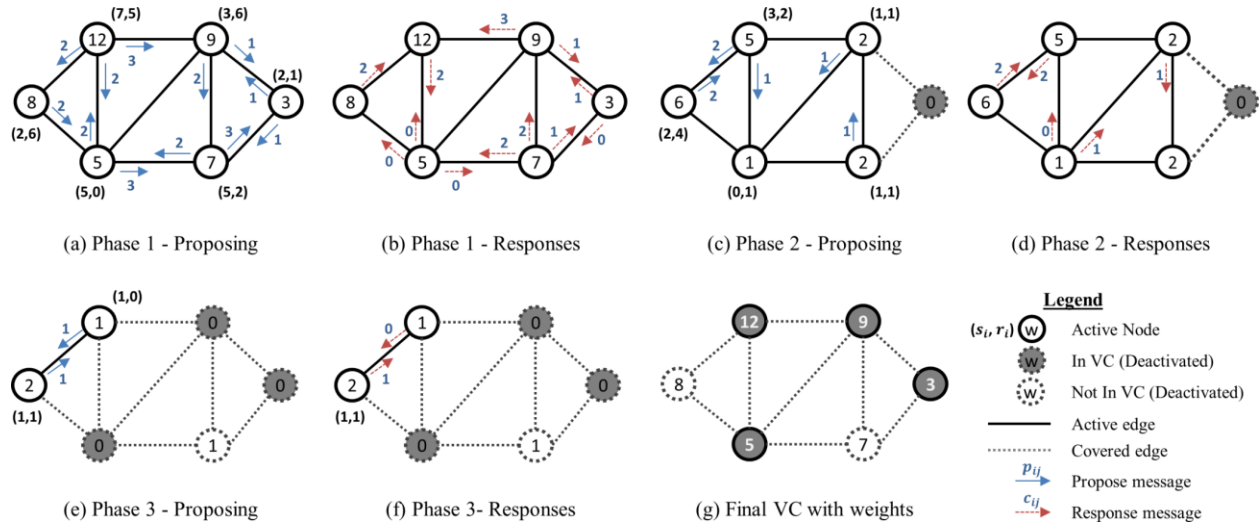 (7,5) (3,6) (3,2) (1,1)
12 3 9 12 3 9 5 2 5 2
2 2 2 1 2 2 1 2 1 1 2 2 1
8 (2,1) 3 8 3 6 0 6 0
2 1 1 2 1
(2,6) 2 3 1 0 0 2 1 0 (2,4) 1 0 1
5 2 7 5 2 7 1 2 1 2
(5,0) 3 (5,2) 0 (0,1) (1,1)
(a) Phase 1 - Proposing
(b) Phase 1 - Responses
(c) Phase 2 - Proposing
(d) Phase 2 - Responses
(1,0)
1 0 1 0 12 9
1 0
2 1 0 2 1 0 8 3
(1,1) (1,1)
0 1 0 1 5 7
(e) Phase 3 - Proposing
(f) Phase 3- Responses
(g) Final VC with weights
Legend
(sᵢ, rᵢ) w Active Node
w In VC (Deactivated)
w Not In VC (Deactivated)
Active edge
Covered edge
pᵢⱼ Propose message
cᵢⱼ Response message